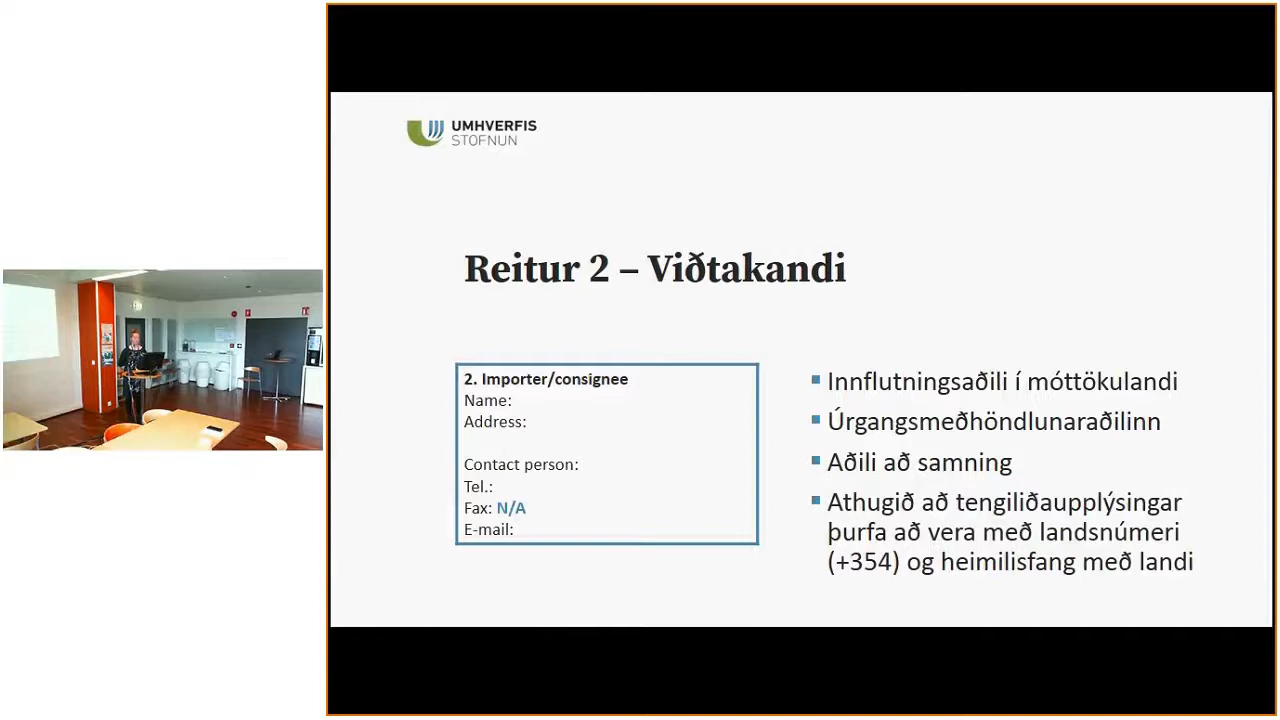 UMHVERFIS
STOFNUN
Reitur 2 – Viðtakandi
2. Importer/consignee
Name:
Address:
Contact person:
Tel.:
Fax: N/A
E-mail:
▪ Innflutningsaðili í móttökulandi
▪ Úrgangsmeðhöndlunaraðilinn
▪ Aðili að samning
▪ Athugið að tengiliðaupplýsingar
þurfa að vera með landsnúmeri
(+354) og heimilisfang með landi